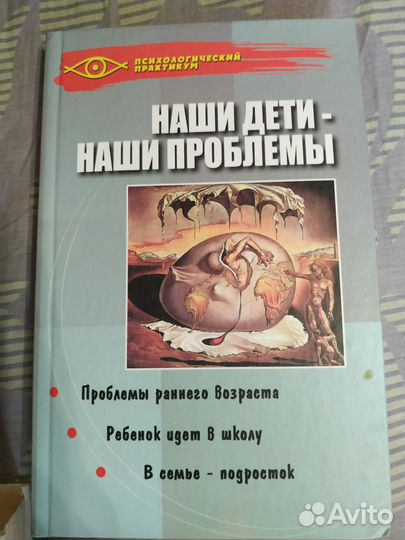 ПСИХОЛОГИЧЕСКИЙ
ПРАКТИКУМ
НАШИ ДЕТИ -
НАШИ ПРОБЛЕМЫ
Проблемы раннего возраста
Ребенок идет в школу
В семье - подросток
Avito